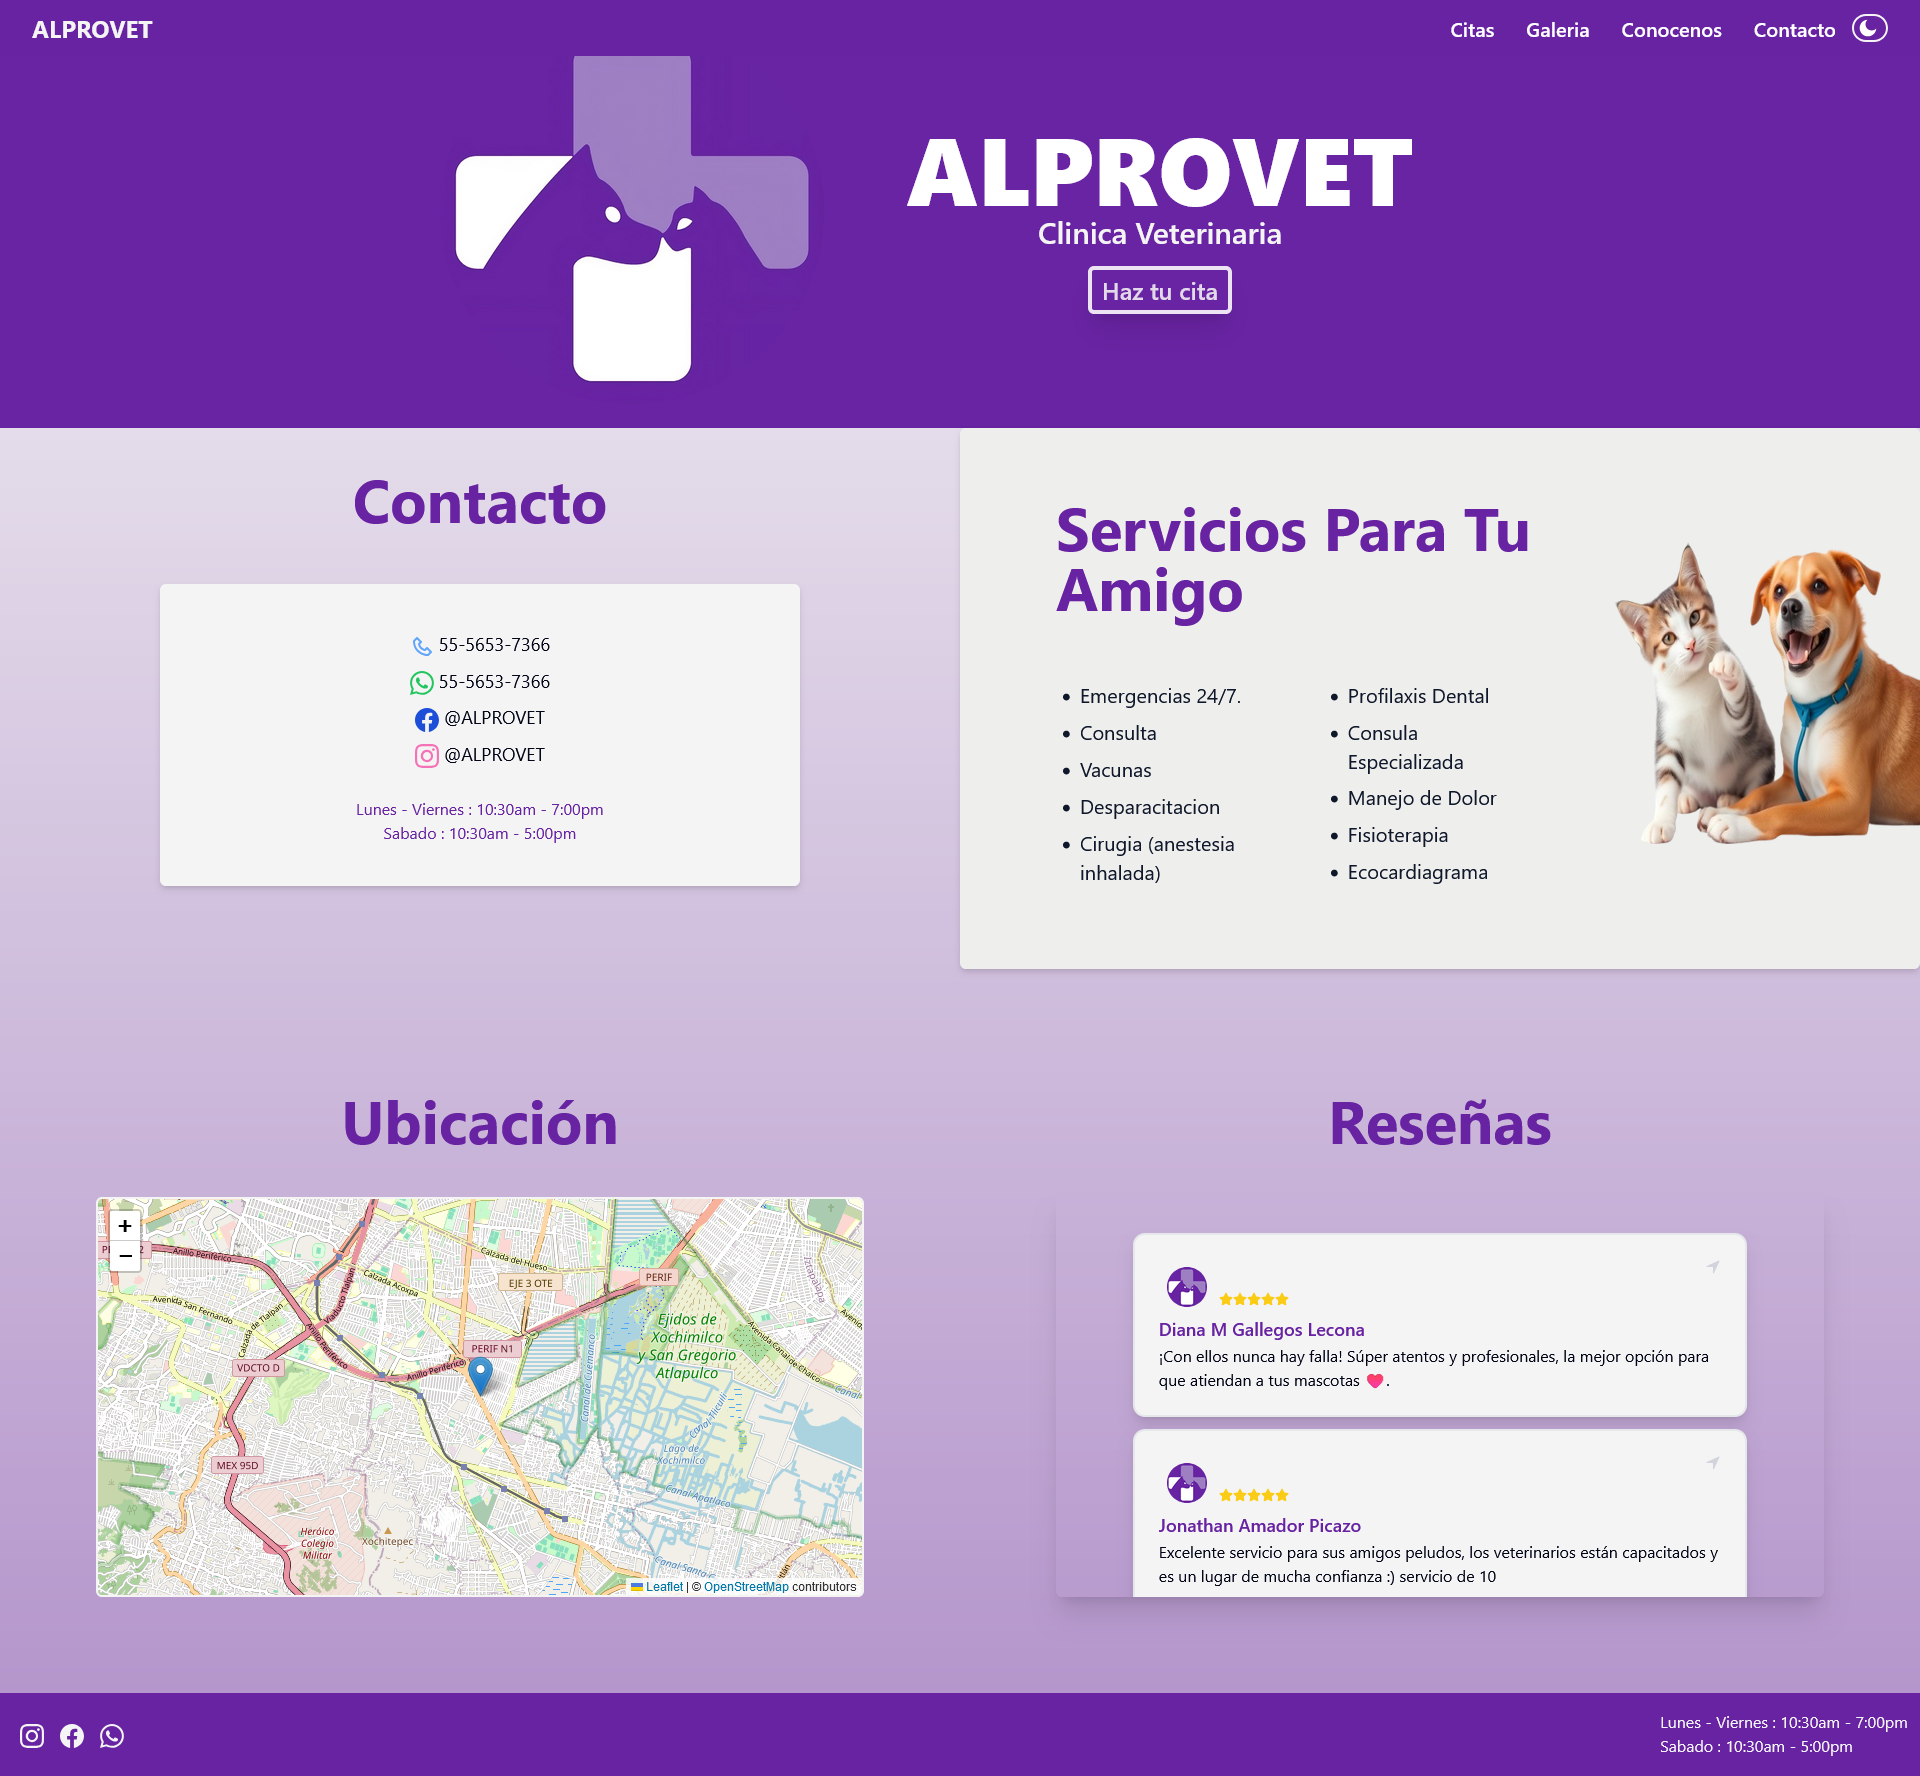 ALPROVET
Citas
Galeria
Conocenos
Contacto
ALPROVET
Clinica Veterinaria
Haz tu cita
Contacto
55-5653-7366
55-5653-7366
@ALPROVET
@ALPROVET
Lunes - Viernes : 10:30am - 7:00pm
Sabado : 10:30am - 5:00pm
Servicios Para Tu
Amigo
Emergencias 24/7.
Consulta
Vacunas
Desparacitacion
Cirugia (anestesia
inhalada)
Profilaxis Dental
Consula
Especializada
Manejo de Dolor
Fisioterapia
Ecocardiagrama
Ubicación
+
−
Anillo Periférico
Avenida San Fernando
Calzada de Tlalpan
Viaducto Tlalpan
Calzada Acoxpa
Calzada del Hueso
EJE 3 OTE
PERIF
Iztapalapa
Ejidos de
Xochimilco
y San Gregorio
Atlapulco
Avenida Canal de Chalco
PERIF N1
VDCTO D
Anillo Periférico
Anillo Periférico
Canal de Cuemanco
Canal Ticuili
Lago de
Xochimilco
Canal Apatlaco
MEX 95D
Heróico
Colegio
Militar
Xochitepec
Leaflet | © OpenStreetMap contributors
Reseñas
Diana M Gallegos Lecona
¡Con ellos nunca hay falla! Súper atentos y profesionales, la mejor opción para
que atiendan a tus mascotas ❤.
Jonathan Amador Picazo
Excelente servicio para sus amigos peludos, los veterinarios están capacitados y
es un lugar de mucha confianza :) servicio de 10
Lunes - Viernes : 10:30am - 7:00pm
Sabado : 10:30am - 5:00pm